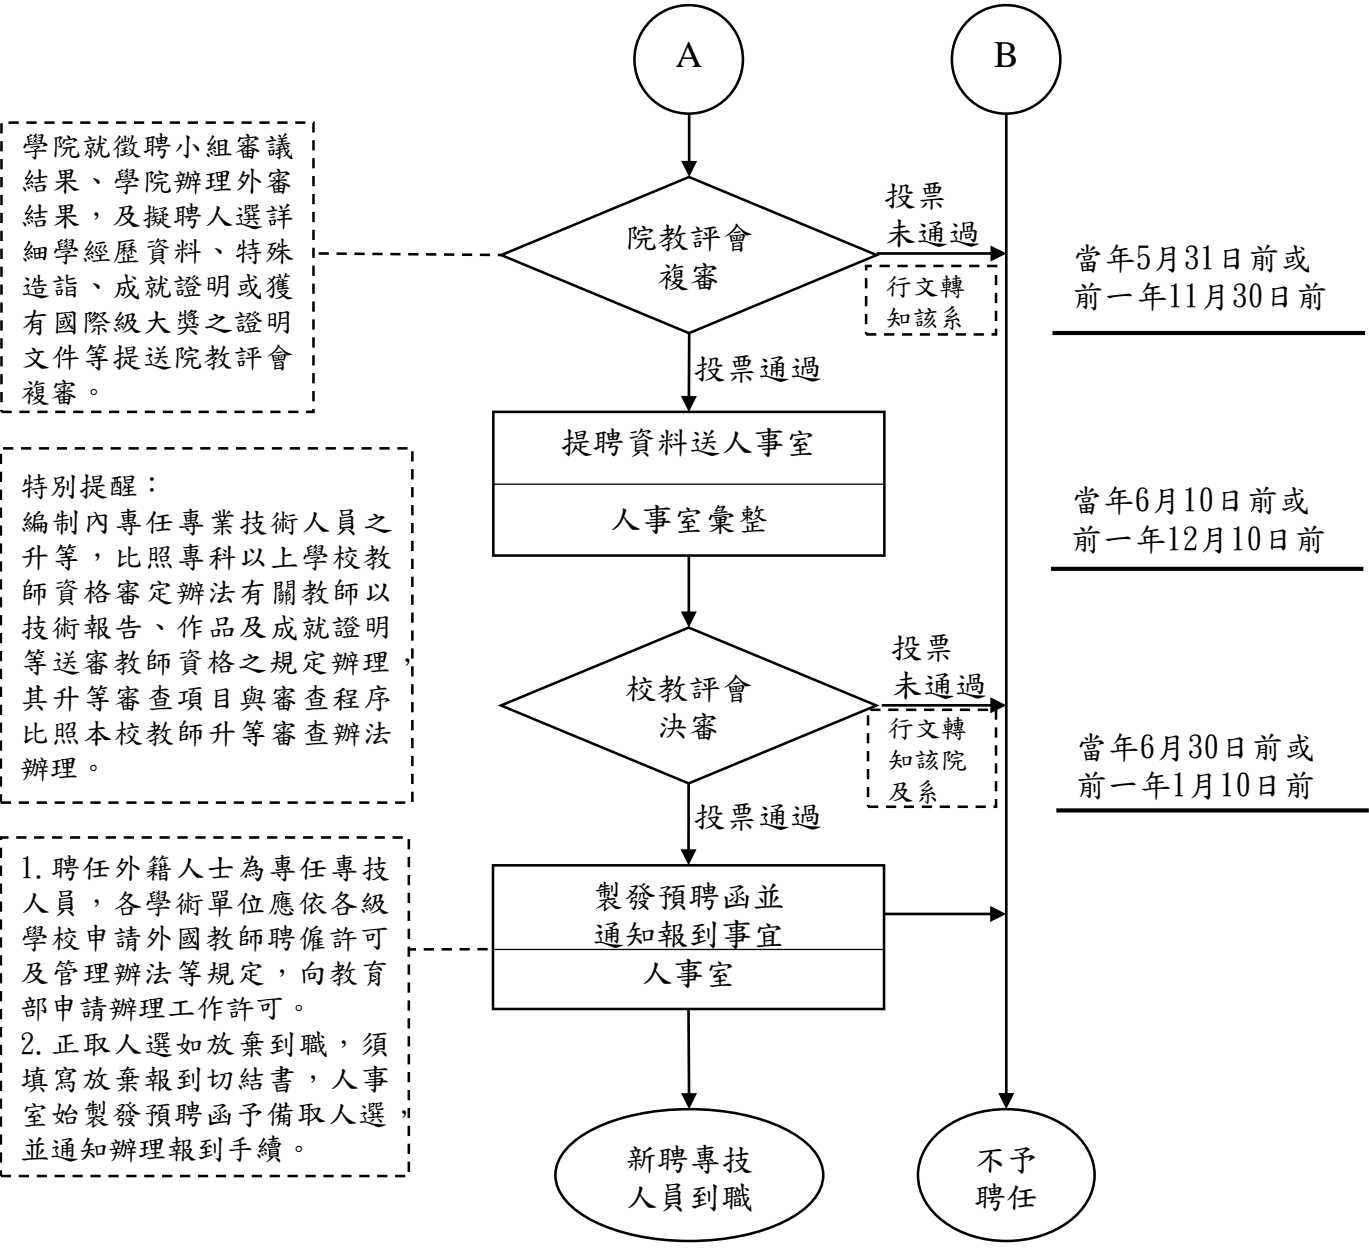 A
B
學院就徵聘小組審議
結果、學院辦理外審
結果，及擬聘人選詳
細學經歷資料、特殊
造詣、成就證明或獲
有國際級大獎之證明
文件等提送院教評會
複審。
院教評會
複審
投票
未通過
行文轉
知該系
當年5月31日前或
前一年11月30日前
投票通過
提聘資料送人事室
人事室彙整
當年6月10日前或
前一年12月10日前
特別提醒：
編制內專任專業技術人員之
升等，比照專科以上學校教
師資格審定辦法有關教師以
技術報告、作品及成就證明
等送審教師資格之規定辦理，
其升等審查項目與審查程序
比照本校教師升等審查辦法
辦理。
校教評會
決審
投票
未通過
行文轉
知該院
及系
當年6月30日前或
前一年1月10日前
投票通過
製發預聘函並
通知報到事宜
人事室
1.聘任外籍人士為專任專技
人員，各學術單位應依各級
學校申請外國教師聘僱許可
及管理辦法等規定，向教育
部申請辦理工作許可。
2.正取人選如放棄到職，須
填寫放棄報到切結書，人事
室始製發預聘函予備取人選，
並通知辦理報到手續。
新聘專技
人員到職
不予
聘任